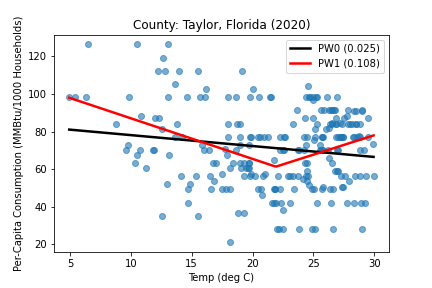 County: Taylor, Florida (2020)
PW0 (0.025)
PW1 (0.108)
Per-Capita Consumption (MMBtu/1000 Households)
120
100
80
60
40
20
5
10
15
20
25
30
Temp (deg C)